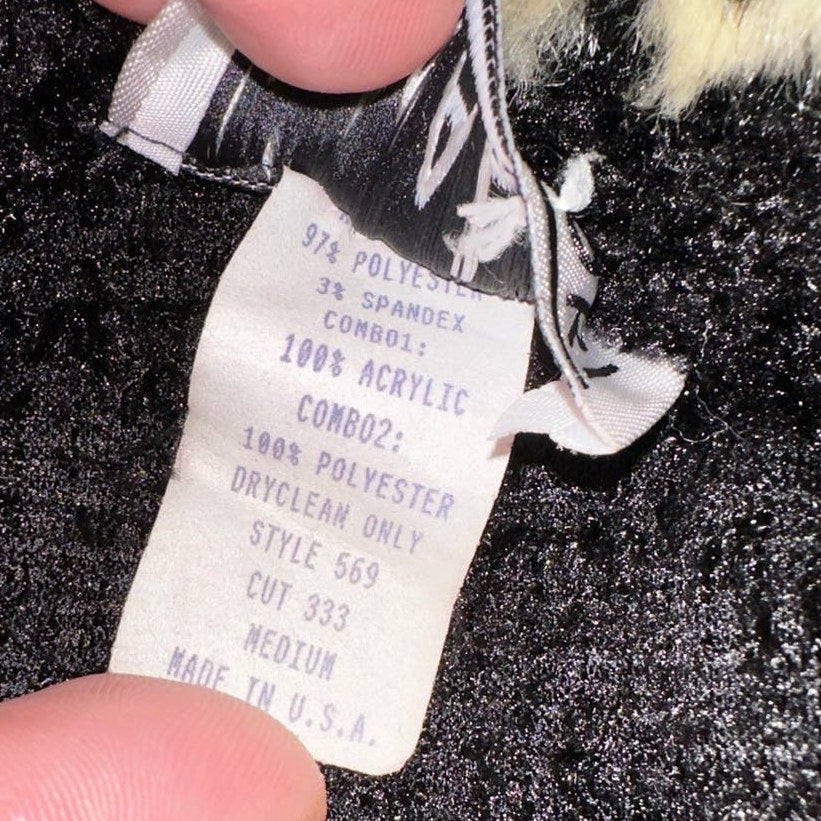 97% POLYESTER
3% SPANDEX
COMBO1:
100% ACRYLIC
COMBO2:
100% POLYESTER
DRYCLEAN ONLY
STYLE 569
CUT 333
MEDIUM
MADE IN U.S.A.